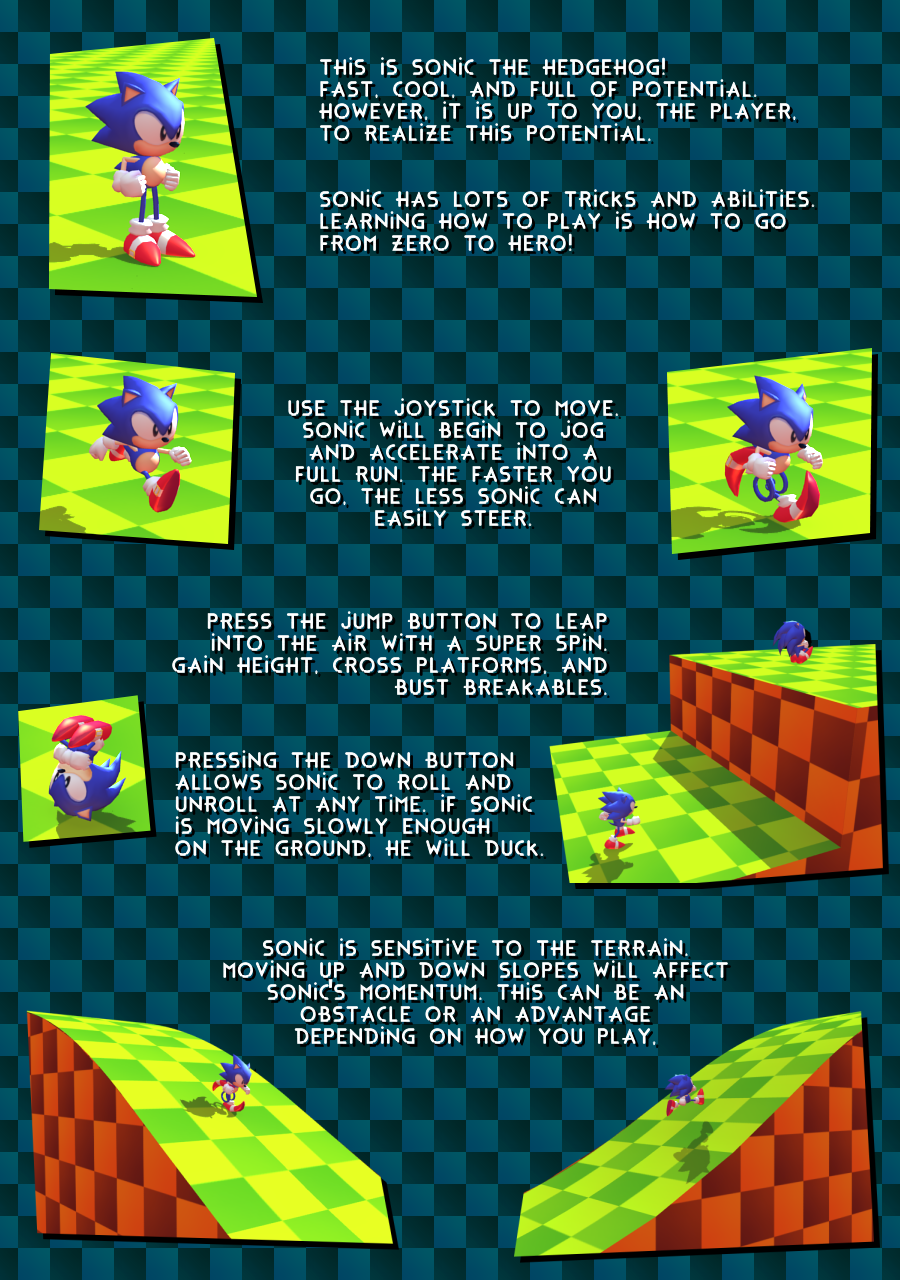 THIS IS SONIC THE HEDGEHOG!
FAST, COOL, AND FULL OF POTENTIAL.
HOWEVER, IT IS UP TO YOU, THE PLAYER,
TO REALIZE THIS POTENTIAL.
SONIC HAS LOTS OF TRICKS AND ABILITIES.
LEARNING HOW TO PLAY IS HOW TO GO
FROM ZERO TO HERO!
USE THE JOYSTICK TO MOVE.
SONIC WILL BEGIN TO JOG
AND ACCELERATE INTO A
FULL RUN. THE FASTER YOU
GO, THE LESS SONIC CAN
EASILY STEER.
PRESS THE JUMP BUTTON TO LEAP
INTO THE AIR WITH A SUPER SPIN.
GAIN HEIGHT, CROSS PLATFORMS, AND
BUST BREAKABLES.
PRESSING THE DOWN BUTTON
ALLOWS SONIC TO ROLL AND
UNROLL AT ANY TIME. IF SONIC
IS MOVING SLOWLY ENOUGH
ON THE GROUND, HE WILL DUCK.
SONIC IS SENSITIVE TO THE TERRAIN.
MOVING UP AND DOWN SLOPES WILL AFFECT
SONIC'S MOMENTUM. THIS CAN BE AN
OBSTACLE OR AN ADVANTAGE
DEPENDING ON HOW YOU PLAY.